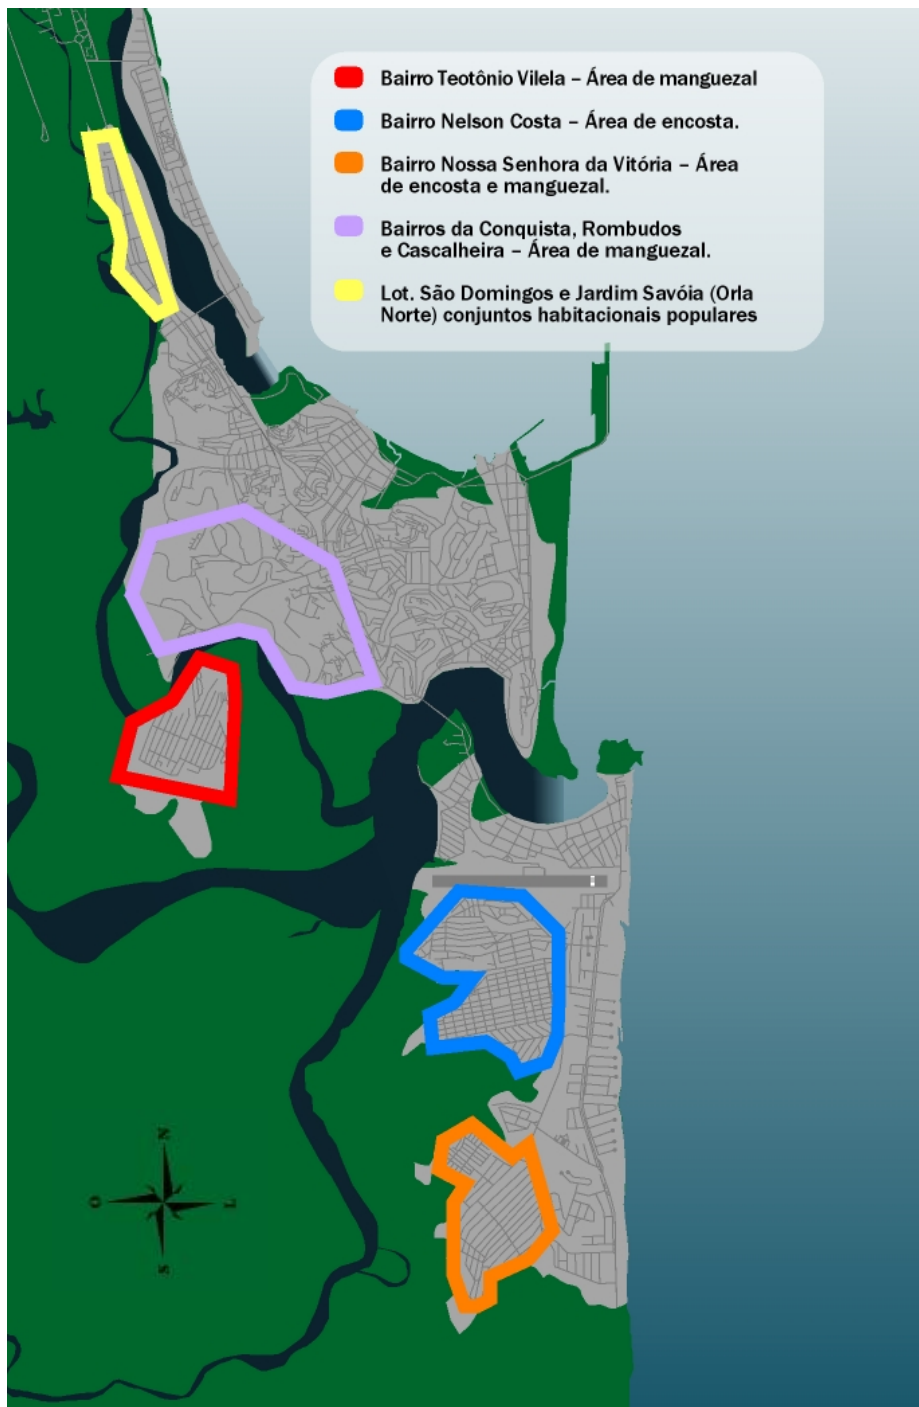 Bairro Teotônio Vilela – Área de manguezal
Bairro Nelson Costa – Área de encosta.
Bairro Nossa Senhora da Vitória – Área
de encosta e manguezal.
Bairros da Conquista, Rombudos
e Cascalheira – Área de manguezal.
Lot. São Domingos e Jardim Savóia (Orla
Norte) conjuntos habitacionais populares
N
O
L
S